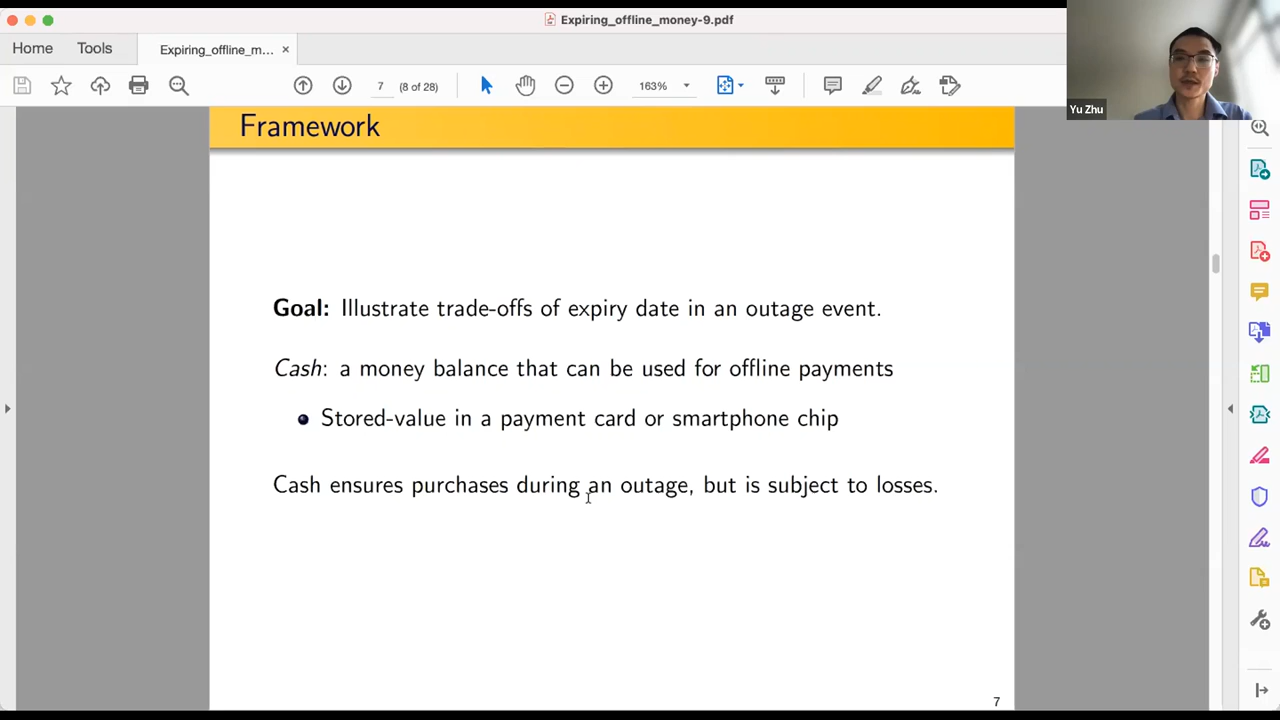 Expiring_offline_money-9.pdf
Home Tools Expiring_offline_m... ×
7 (8 of 28) 163%
Yu Zhu
Framework
Goal: Illustrate trade-offs of expiry date in an outage event.
Cash: a money balance that can be used for offline payments
Stored-value in a payment card or smartphone chip
Cash ensures purchases during an outage, but is subject to losses.
7